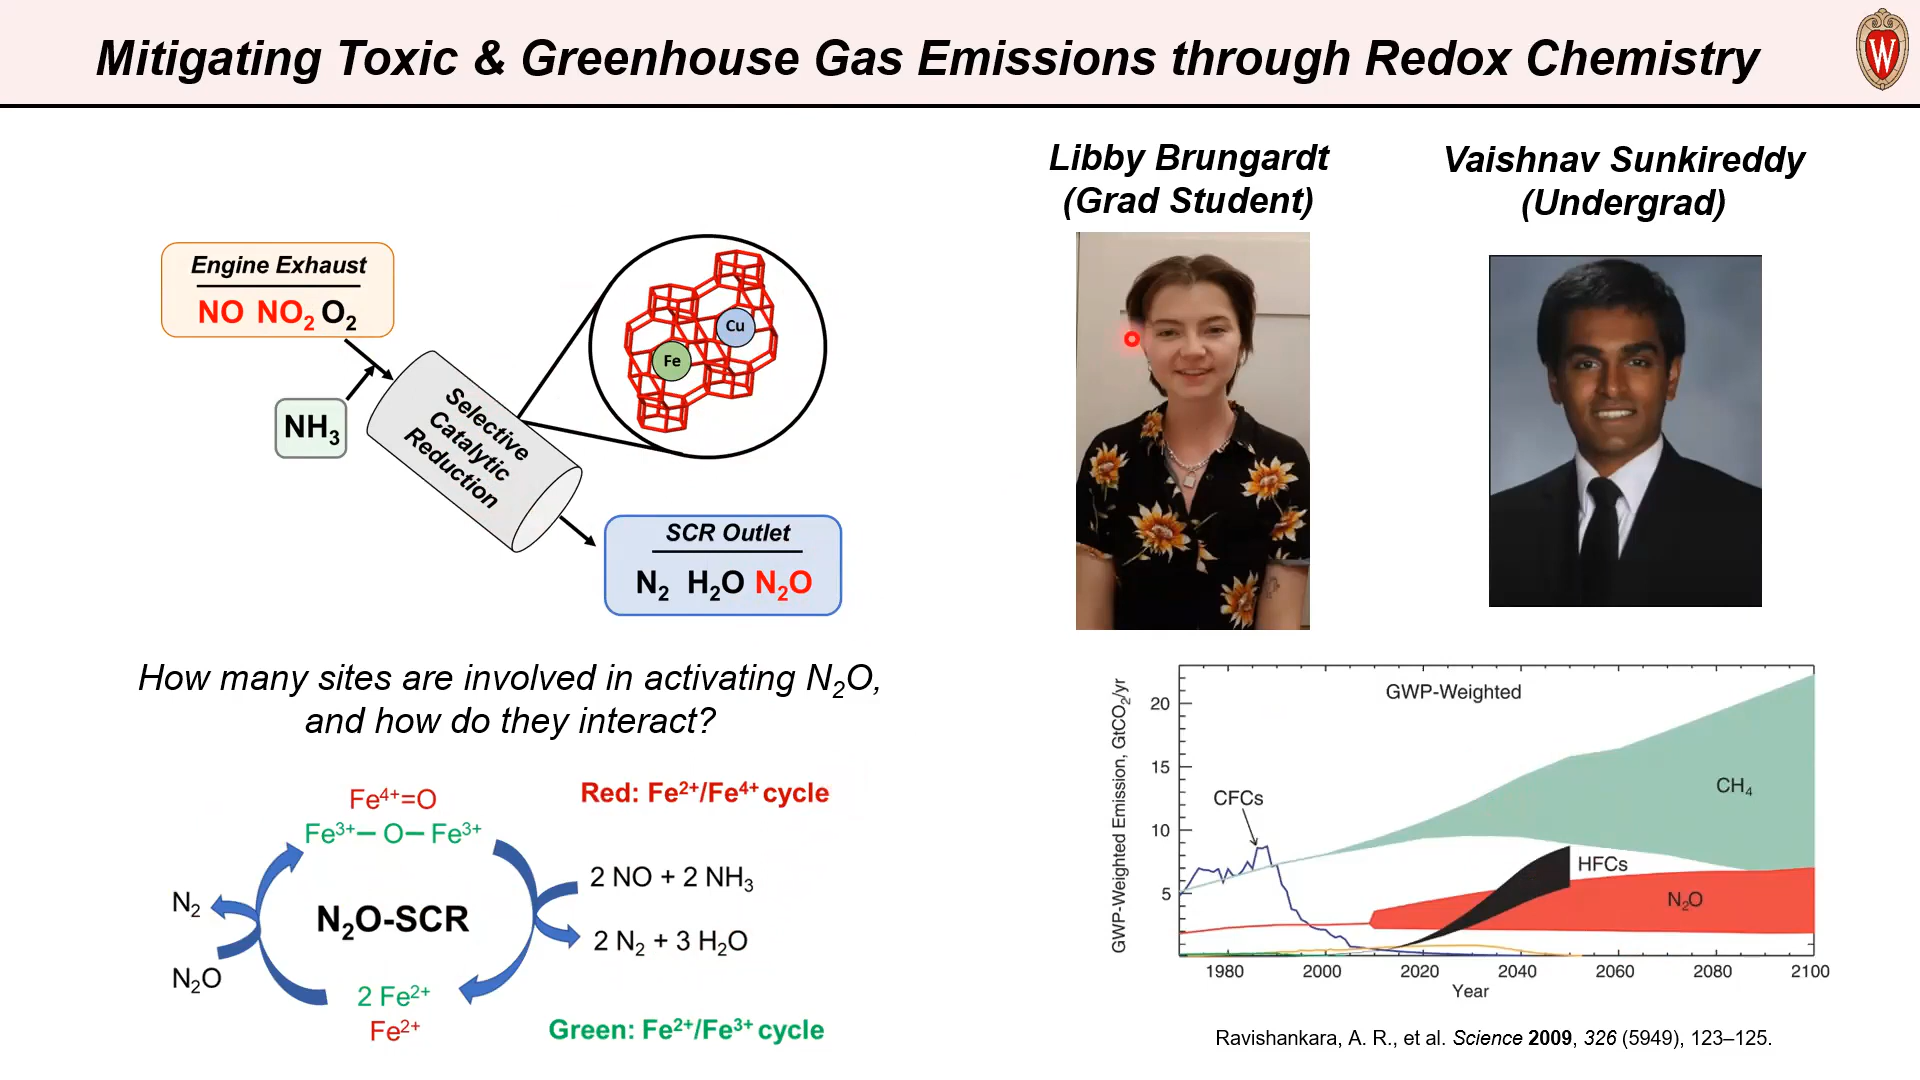 Mitigating Toxic & Greenhouse Gas Emissions through Redox Chemistry
W
Libby Brungardt
(Grad Student)
Vaishnav Sunkireddy
(Undergrad)
Engine Exhaust
NO NO₂ O₂
NH₃
Selective
Catalytic
Reduction
Cu
Fe
SCR Outlet
N₂ H₂O N₂O
How many sites are involved in activating N₂O,
and how do they interact?
Fe⁴⁺=O
Fe³⁺— O— Fe³⁺
Red: Fe²⁺/Fe⁴⁺ cycle
2 NO + 2 NH₃
N₂
N₂O-SCR
2 N₂ + 3 H₂O
N₂O
2 Fe²⁺
Fe²⁺
Green: Fe²⁺/Fe³⁺ cycle
GWP-Weighted Emission, GtCO₂/yr
GWP-Weighted
20
15
10
5
CFCs
CH₄
HFCs
N₂O
1980 2000 2020 2040 2060 2080 2100
Year
Ravishankara, A. R., et al. Science 2009, 326 (5949), 123–125.